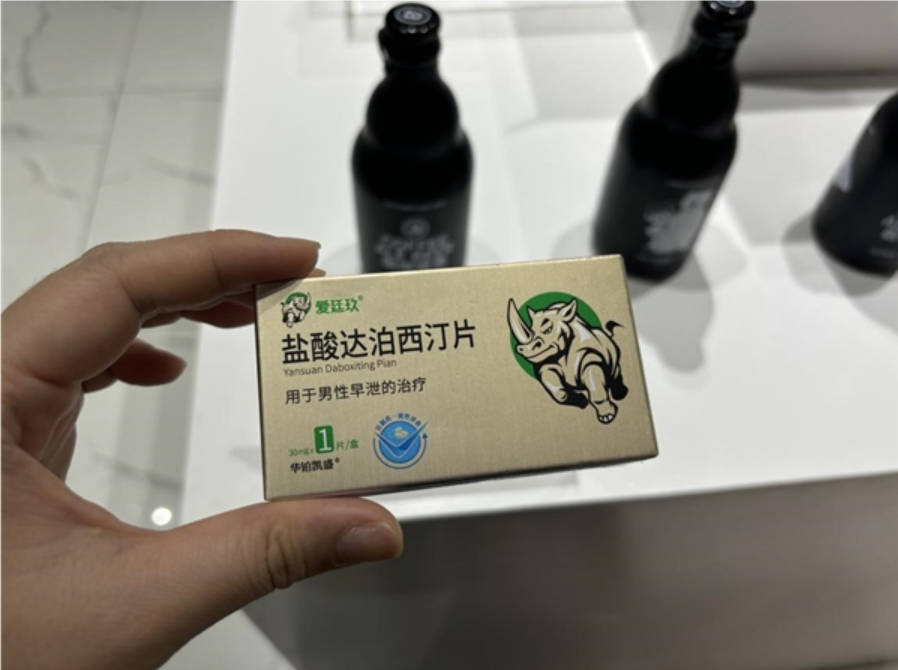 爱廷玖®
盐酸达泊西汀片
Yansuan Daboxiting Pian
用于男性早泄的治疗
30mg×1片/盒
华铂凯盛®